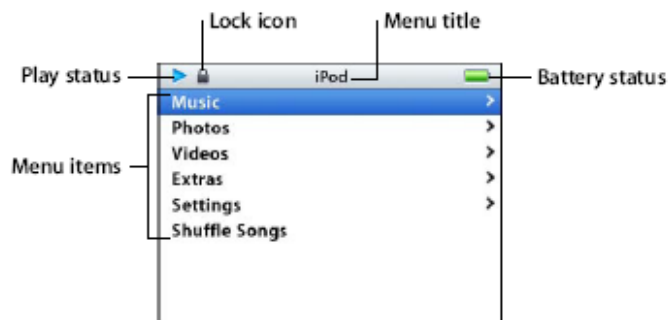 Lock icon Menu title
Play status iPod Battery status
Music
Photos
Videos
Menu items
Extras
Settings
Shuffle Songs